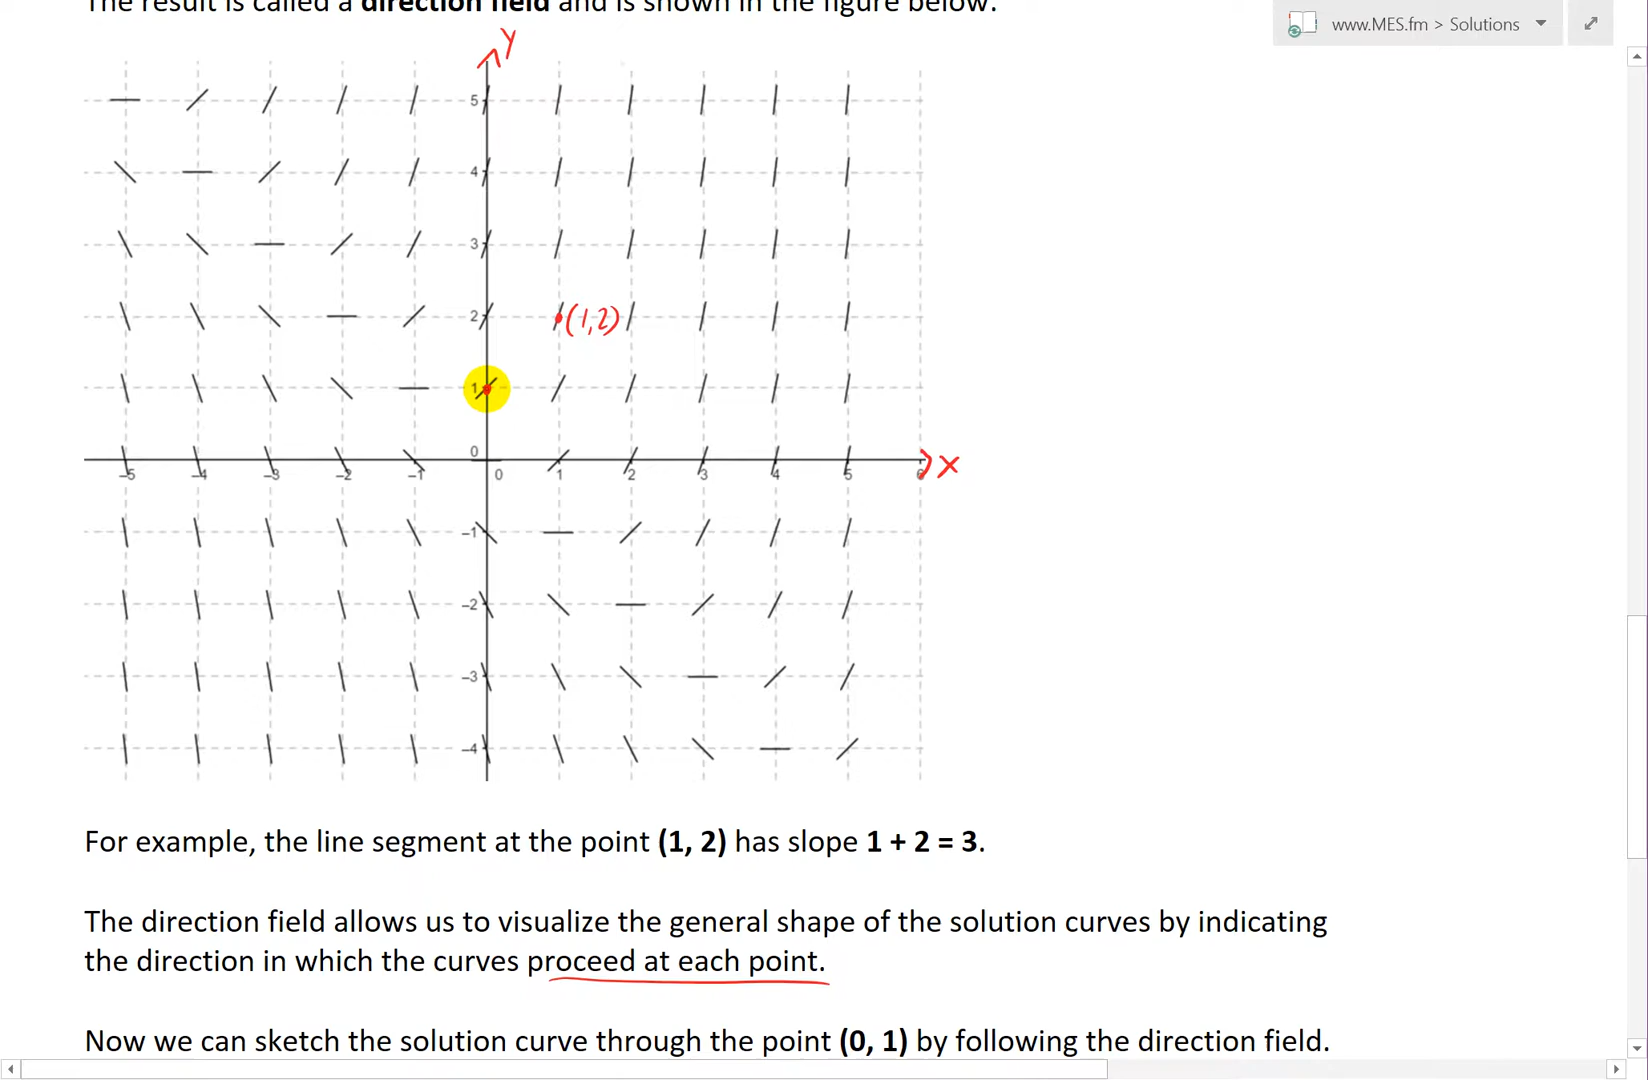 The result is called a direction field and is shown in the figure below.
www.MES.fm > Solutions
y
5
4
3
2
(1,2)
1
0
-5 -4 -3 -2 -1 0 1 2 3 4 5 6
x
-1
-2
-3
-4
For example, the line segment at the point (1, 2) has slope 1 + 2 = 3.
The direction field allows us to visualize the general shape of the solution curves by indicating
the direction in which the curves proceed at each point.
Now we can sketch the solution curve through the point (0, 1) by following the direction field.